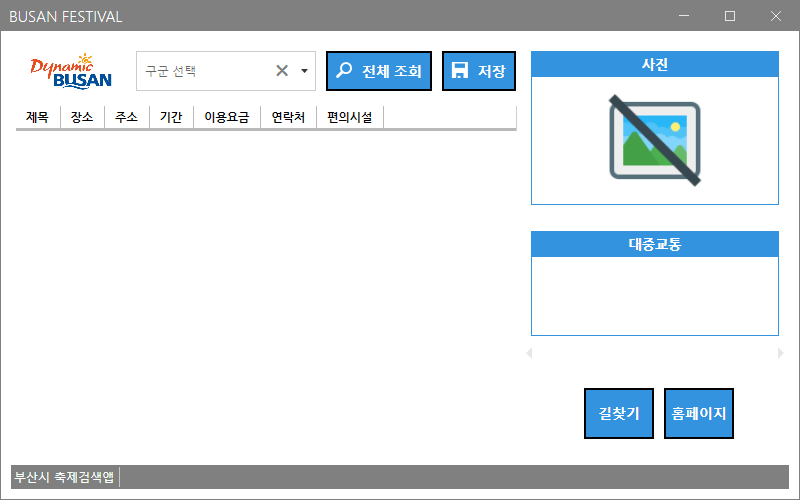 BUSAN FESTIVAL
Dynamic
BUSAN
구군 선택
전체 조회
저장
제목 장소 주소 기간 이용요금 연락처 편의시설
사진
대중교통
길찾기
홈페이지
부산시 축제검색앱